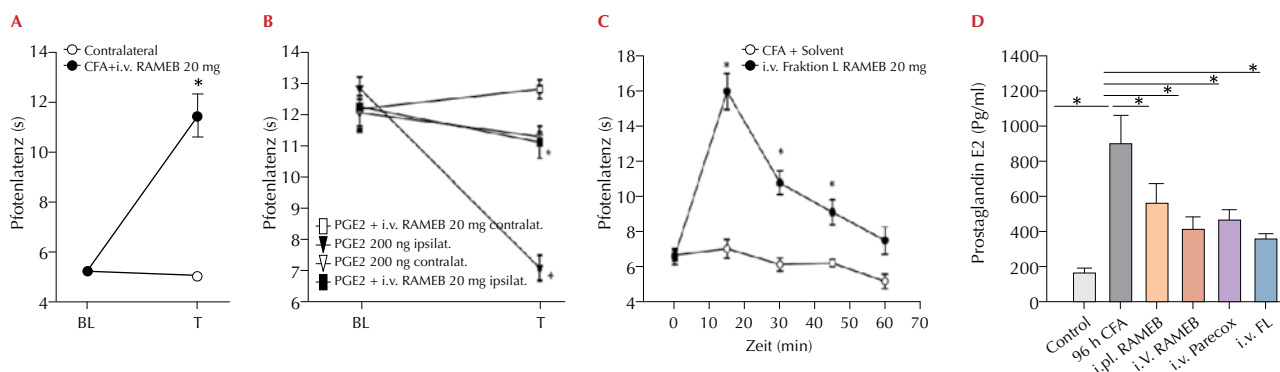 A
Pfotenlatenz (s)
14
12
10
8
6
4
Contralateral
CFA+i.v. RAMEB 20 mg
*
BL
T
B
Pfotenlatenz (s)
14
13
12
11
10
9
8
7
6
*
*
PGE2 + i.v. RAMEB 20 mg contralat.
PGE2 200 ng ipsilat.
PGE2 200 ng contralat.
PGE2 + i.v. RAMEB 20 mg ipsilat.
BL
T
C
Pfotenlatenz (s)
18
16
14
12
10
8
6
4
CFA + Solvent
i.v. Fraktion L RAMEB 20 mg
*
*
*
0 10 20 30 40 50 60 70
Zeit (min)
D
Prostaglandin E2 (Pg/ml)
1400
1200
1000
800
600
400
200
0
*
*
*
*
*
Control
96 h CFA
i.pl. RAMEB
i.V. RAMEB
i.v. Parecox
i.v. FL